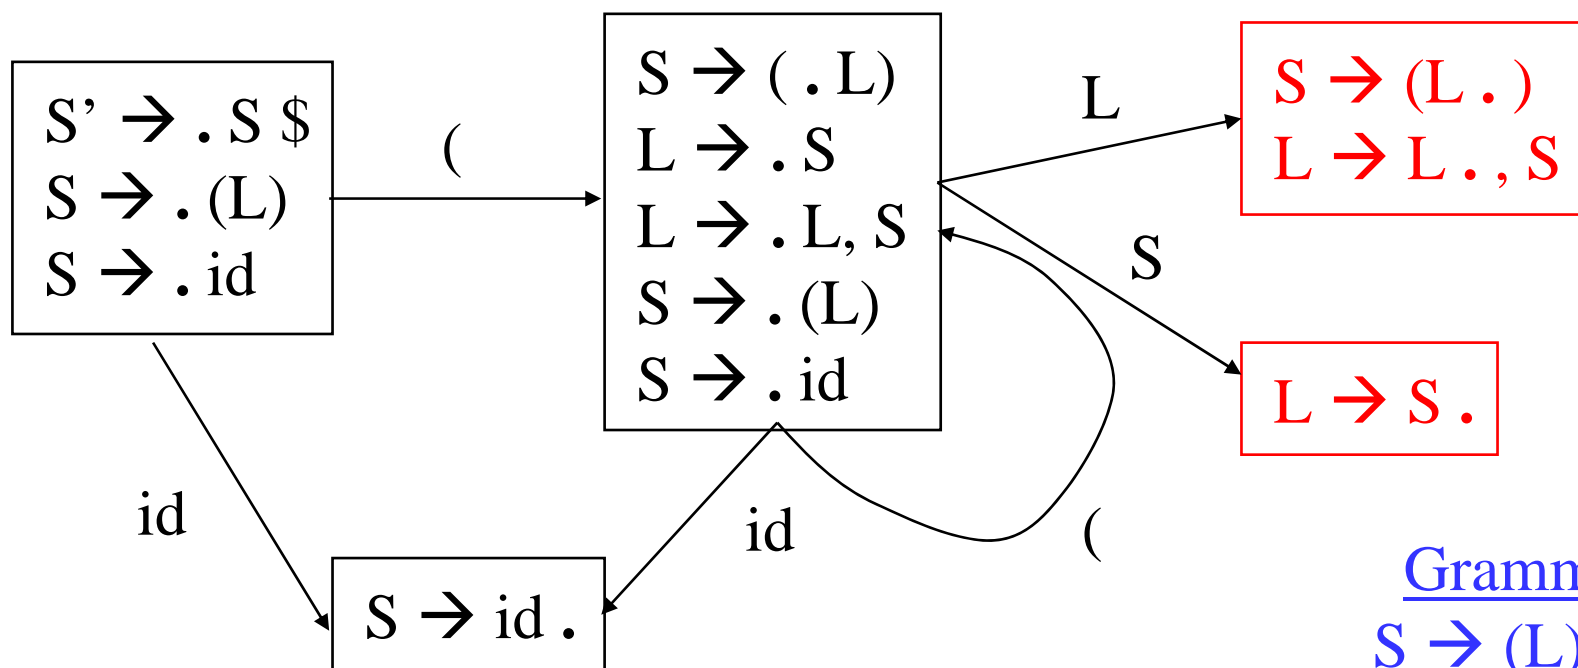 S’ → . S $
S → . (L)
S → . id
(
S → ( . L)
L → . S
L → . L, S
S → . (L)
S → . id
L
S → (L . )
L → L . , S
S
L → S .
id
id
(
S → id .
S → (L)